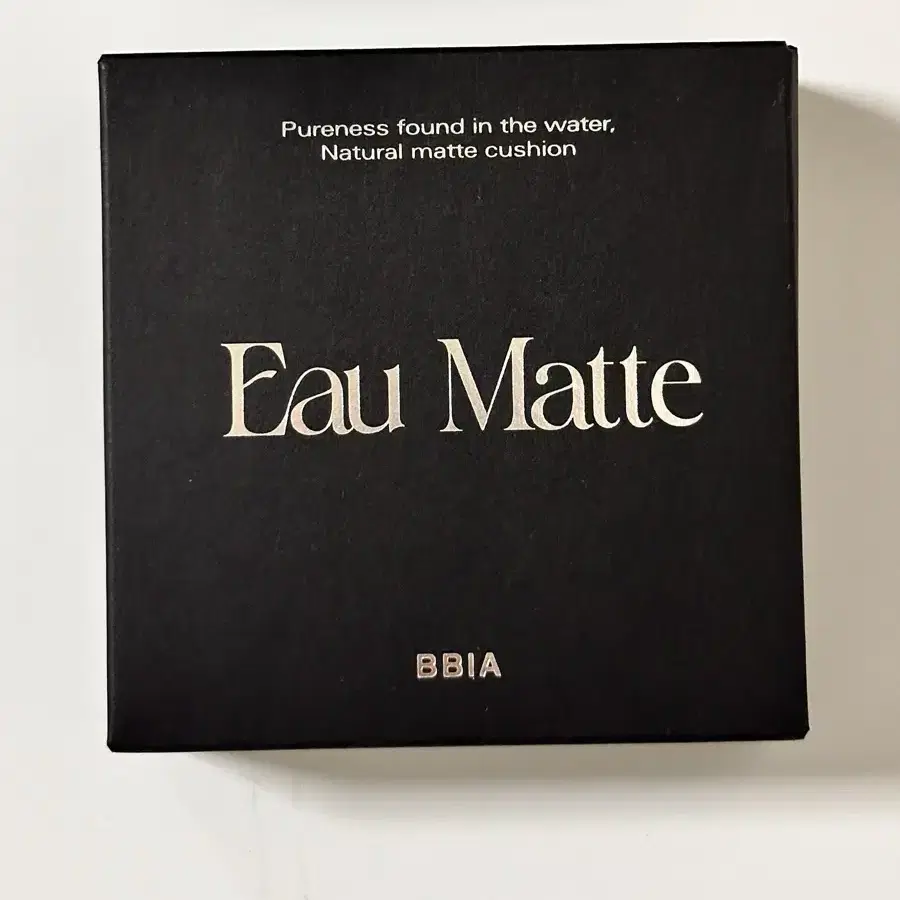 Pureness found in the water,
Natural matte cushion
Eau Matte
BBIA